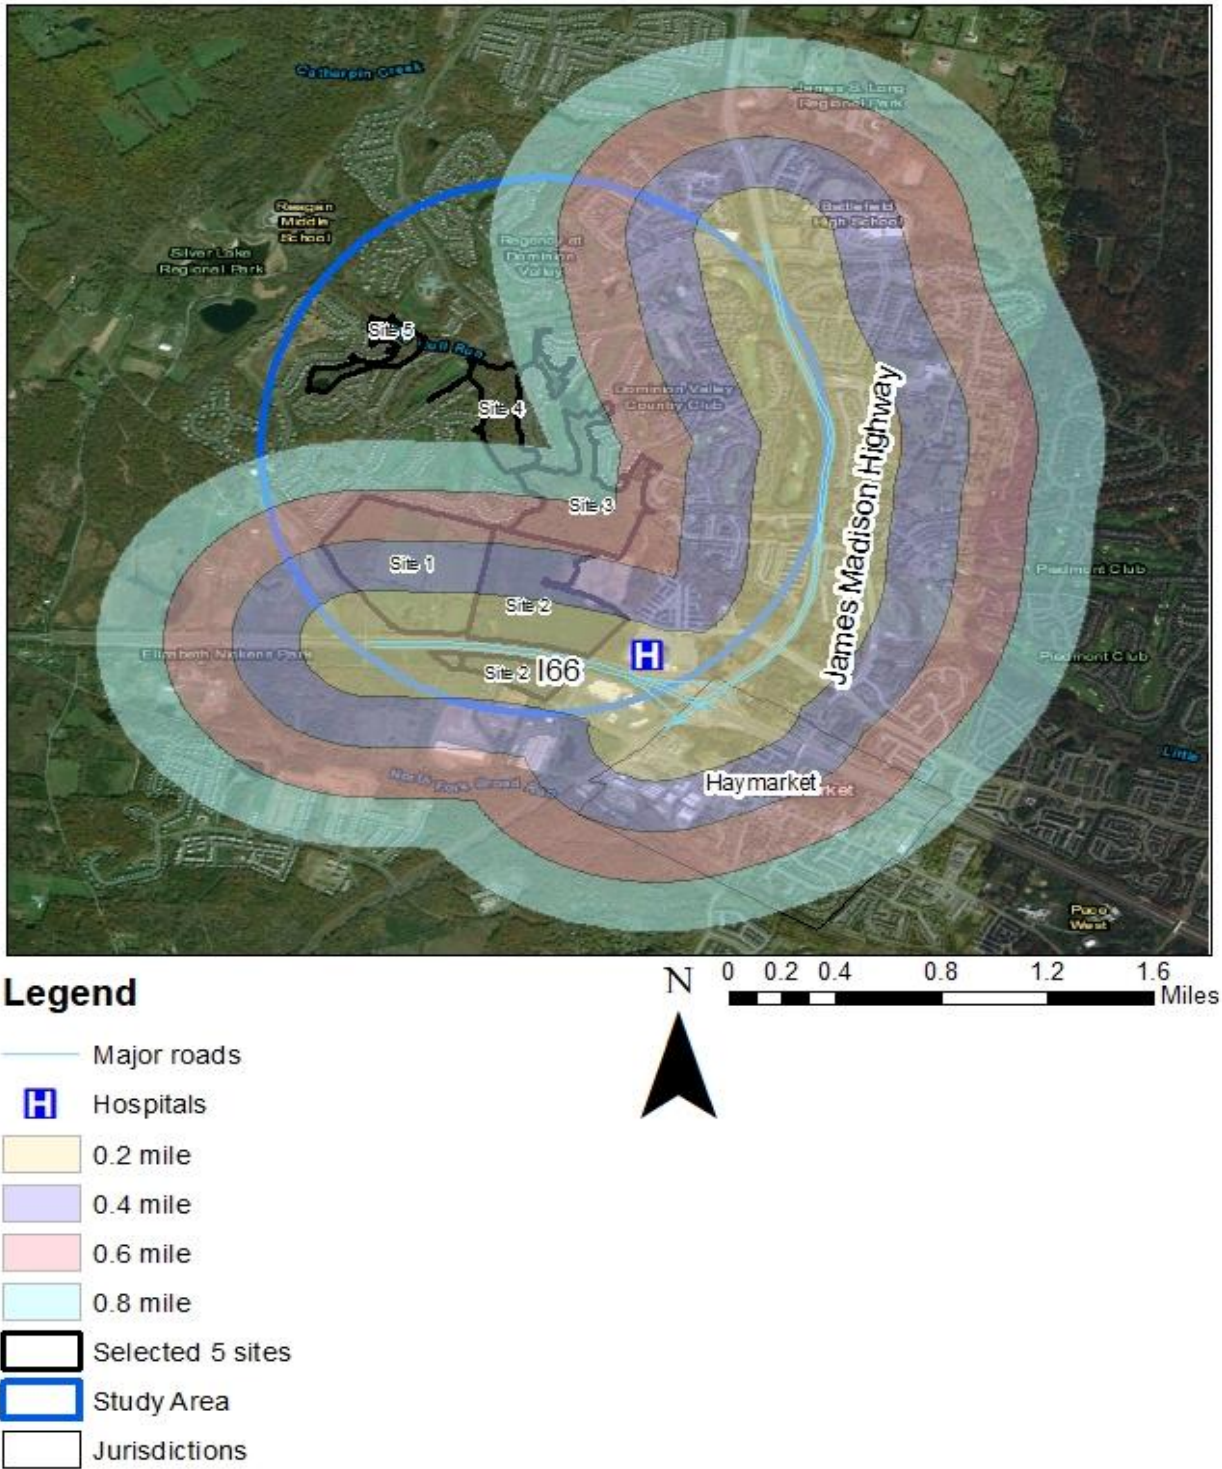 Catharpin Creek
James S. Long
Regional Park
Reagan
Middle
School
Battlefield
High School
Silver Lake
Regional Park
Regency at
Dominion
Valley
Site 5
Bull Run
Site 4
Dominion Valley
Country Club
James Madison Highway
Site 3
Site 1
Piedmont Club
Site 2
H
Elizabeth Nickens Park
Piedmont Club
Site 2
I66
Little
Haymarket
rket
Paco
West
N
0 0.2 0.4 0.8 1.2 1.6
Miles
Legend
Major roads
H Hospitals
0.2 mile
0.4 mile
0.6 mile
0.8 mile
Selected 5 sites
Study Area
Jurisdictions